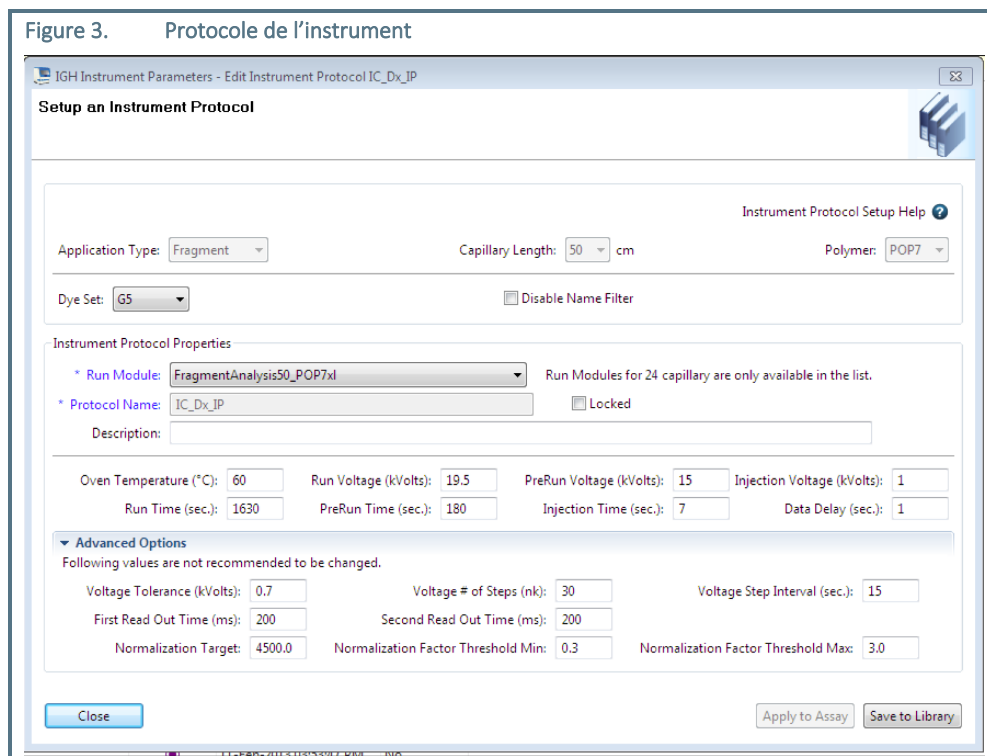 Figure 3. Protocole de l’instrument
IGH Instrument Parameters - Edit Instrument Protocol IC_Dx_IP
Setup an Instrument Protocol
Instrument Protocol Setup Help ?
Application Type: Fragment Capillary Length: 50 cm Polymer: POP7
Dye Set: G5 Disable Name Filter
Instrument Protocol Properties
* Run Module: FragmentAnalysis50_POP7xl Run Modules for 24 capillary are only available in the list.
* Protocol Name: IC_Dx_IP Locked
Description:
Oven Temperature (°C): 60 Run Voltage (kVolts): 19.5 PreRun Voltage (kVolts): 15 Injection Voltage (kVolts): 1
Run Time (sec.): 1630 PreRun Time (sec.): 180 Injection Time (sec.): 7 Data Delay (sec.): 1
Advanced Options
Following values are not recommended to be changed.
Voltage Tolerance (kVolts): 0.7 Voltage # of Steps (nk): 30 Voltage Step Interval (sec.): 15
First Read Out Time (ms): 200 Second Read Out Time (ms): 200
Normalization Target: 4500.0 Normalization Factor Threshold Min: 0.3 Normalization Factor Threshold Max: 3.0
Close Apply to Assay Save to Library